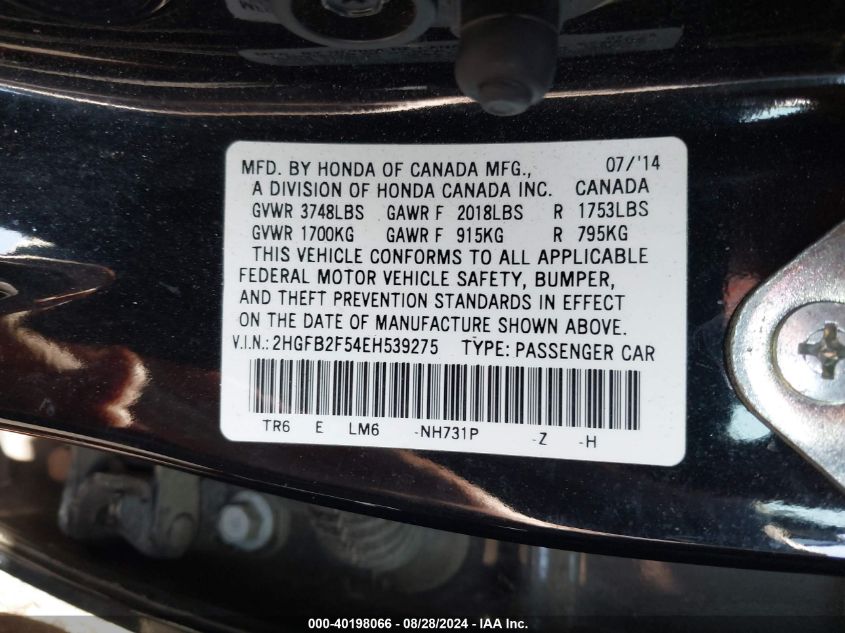 MFD. BY HONDA OF CANADA MFG., 07/'14
A DIVISION OF HONDA CANADA INC. CANADA
GVWR 3748LBS GAWR F 2018LBS R 1753LBS
GVWR 1700KG GAWR F 915KG R 795KG
THIS VEHICLE CONFORMS TO ALL APPLICABLE
FEDERAL MOTOR VEHICLE SAFETY, BUMPER,
AND THEFT PREVENTION STANDARDS IN EFFECT
ON THE DATE OF MANUFACTURE SHOWN ABOVE.
V.I.N.: 2HGFB2F54EH539275 TYPE: PASSENGER CAR
TR6 E LM6 -NH731P -Z -H
000-40198066 / 08/28/2024 - IAA Inc.